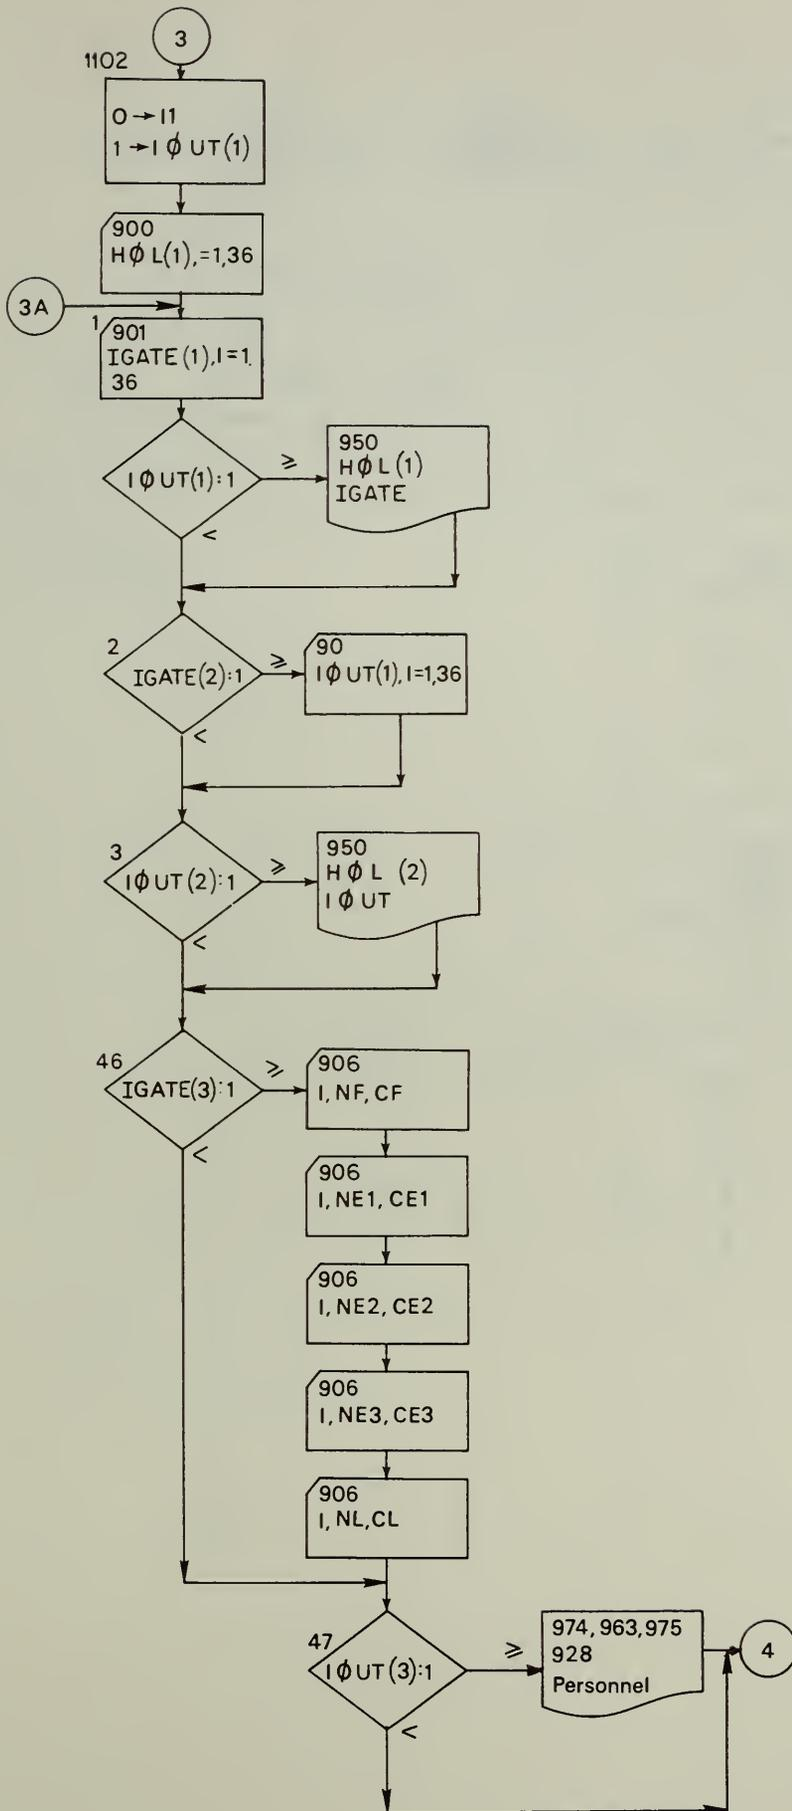 3
1102
0→I1
1→IØUT(1)
900
HØL(1),=1,36
3A
1
901
IGATE(1),I=1.
36
IØUT(1):1
≥
950
HØL(1)
IGATE
<
2
IGATE(2):1
≥
90
IØUT(1),I=1,36
<
3
IØUT(2):1
≥
950
HØL (2)
IØUT
<
46
IGATE(3):1
≥
906
I, NF, CF
<
906
I, NE1, CE1
906
I, NE2, CE2
906
I, NE3, CE3
906
I, NL, CL
47
IØUT(3):1
≥
974, 963, 975
928
Personnel
4
<